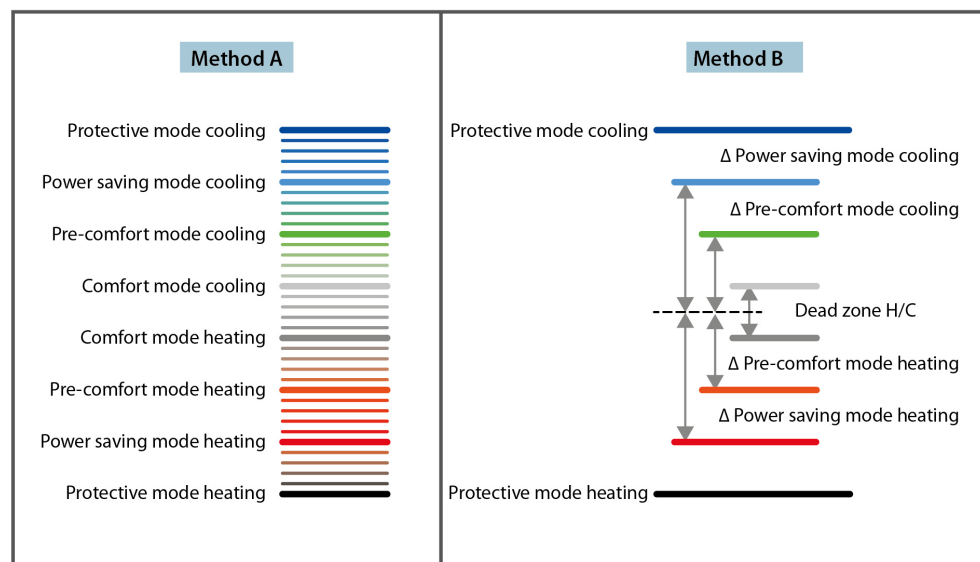 Method A
Protective mode cooling
Power saving mode cooling
Pre-comfort mode cooling
Comfort mode cooling
Comfort mode heating
Pre-comfort mode heating
Power saving mode heating
Protective mode heating
Method B
Protective mode cooling
Δ Power saving mode cooling
Δ Pre-comfort mode cooling
Dead zone H/C
Δ Pre-comfort mode heating
Δ Power saving mode heating
Protective mode heating